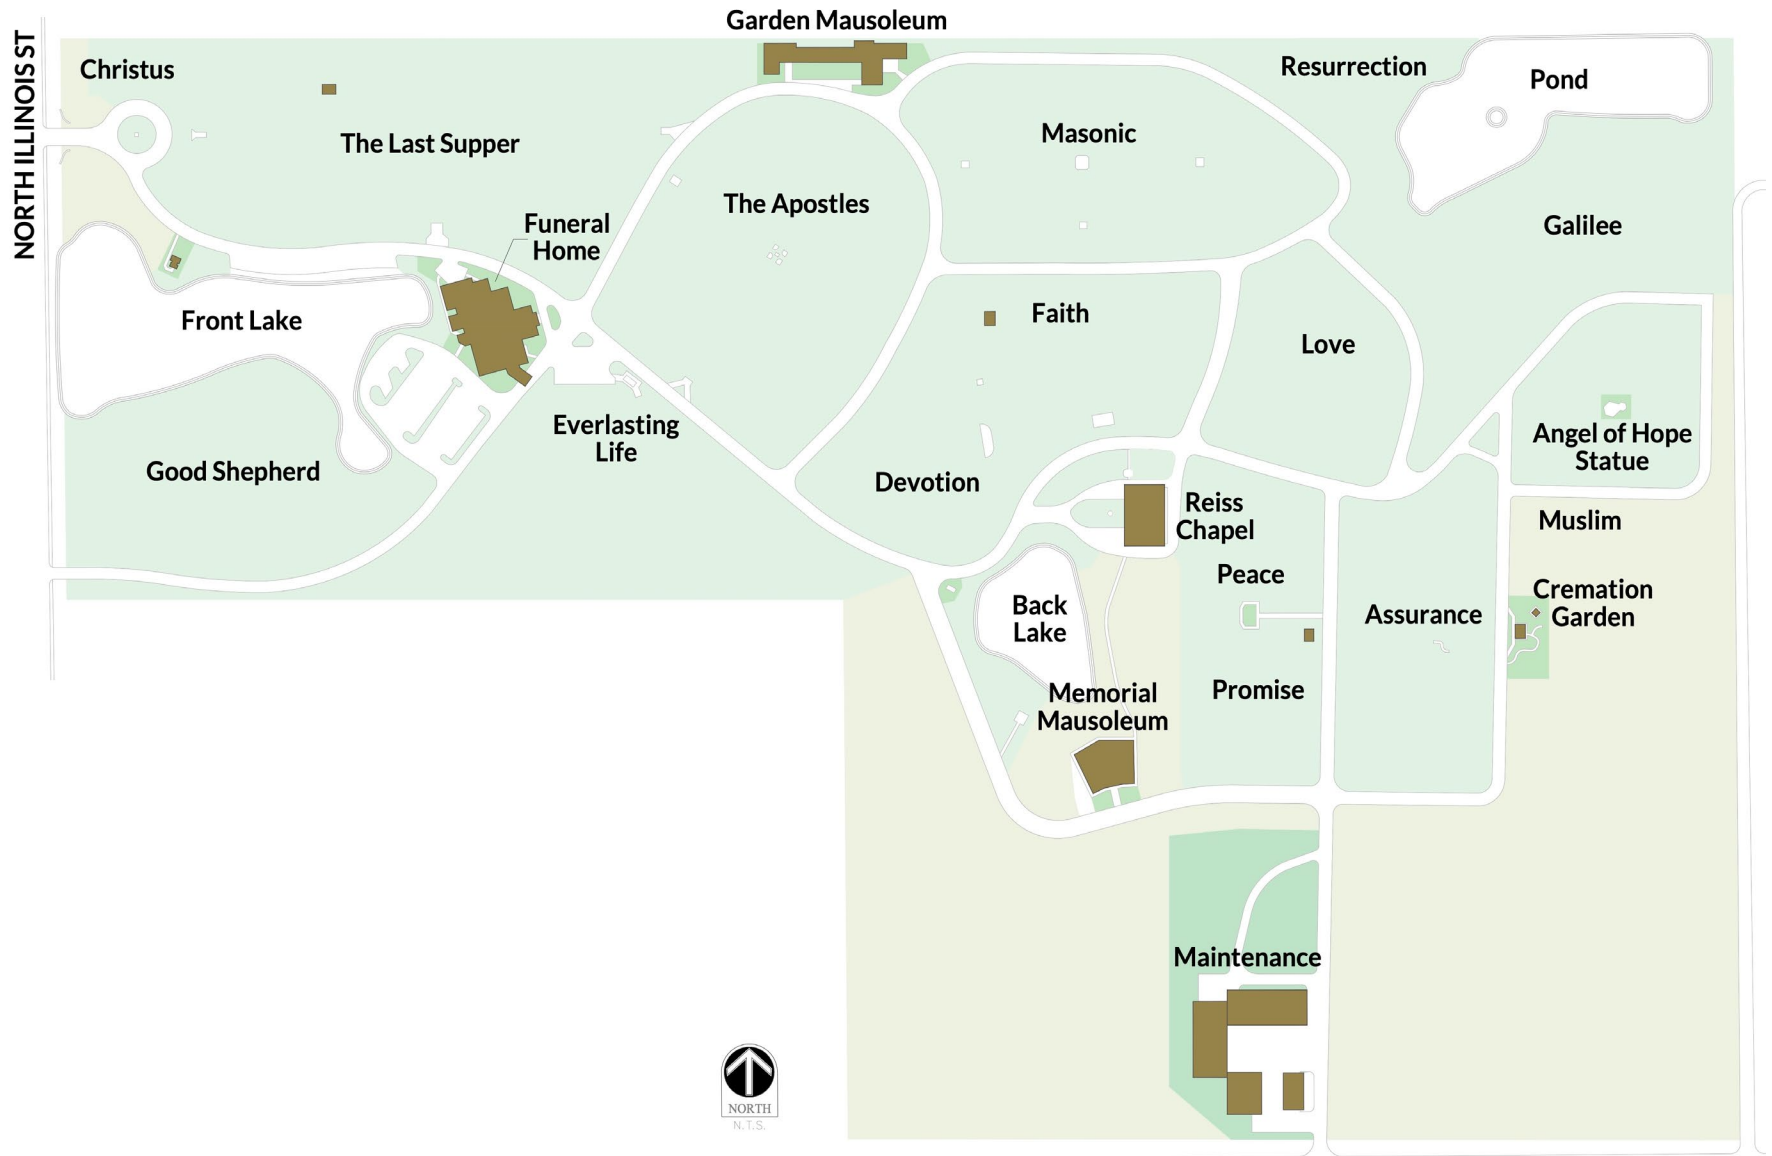 Garden Mausoleum
NORTH ILLINOIS ST
Christus
Resurrection
Pond
The Last Supper
Masonic
The Apostles
Funeral
Home
Galilee
Front Lake
Faith
Love
Everlasting
Life
Angel of Hope
Statue
Good Shepherd
Devotion
Reiss
Chapel
Muslim
Peace
Cremation
Garden
Back
Lake
Assurance
Memorial
Mausoleum
Promise
Maintenance
NORTH
N.T.S.